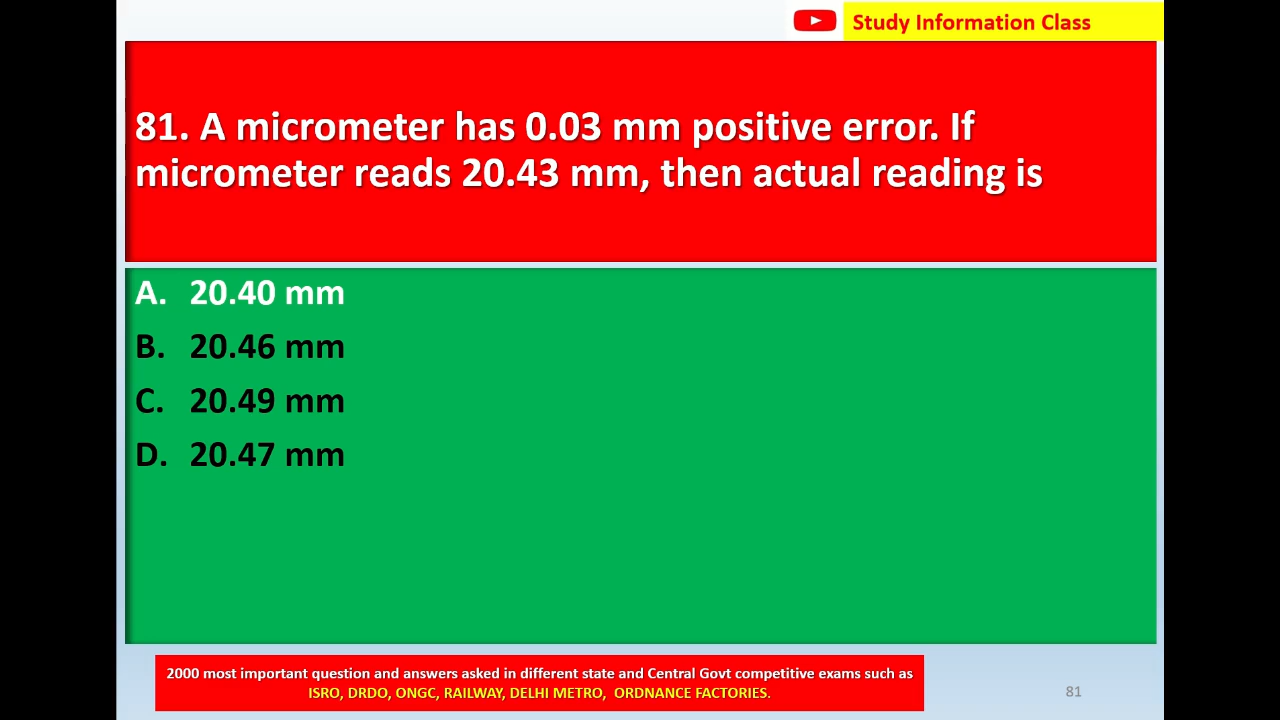 Study Information Class
81. A micrometer has 0.03 mm positive error. If
micrometer reads 20.43 mm, then actual reading is
A. 20.40 mm
B. 20.46 mm
C. 20.49 mm
D. 20.47 mm
2000 most important question and answers asked in different state and Central Govt competitive exams such as
ISRO, DRDO, ONGC, RAILWAY, DELHI METRO, ORDNANCE FACTORIES.
81